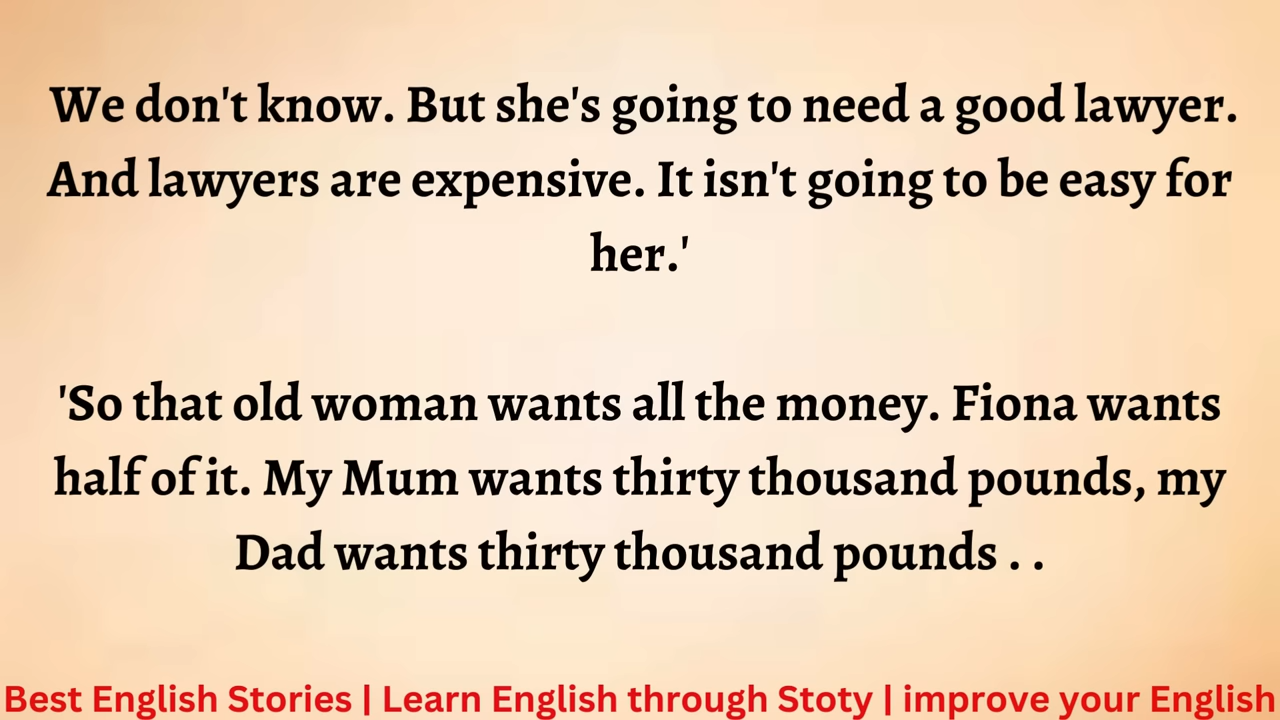 We don't know. But she's going to need a good lawyer.
And lawyers are expensive. It isn't going to be easy for
her.'
'So that old woman wants all the money. Fiona wants
half of it. My Mum wants thirty thousand pounds, my
Dad wants thirty thousand pounds . .
Best English Stories | Learn English through Stoty | improve your English